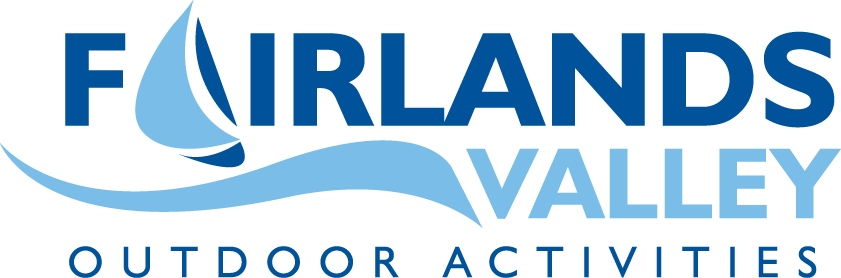 FAIRLANDS
VALLEY
OUTDOOR ACTIVITIES